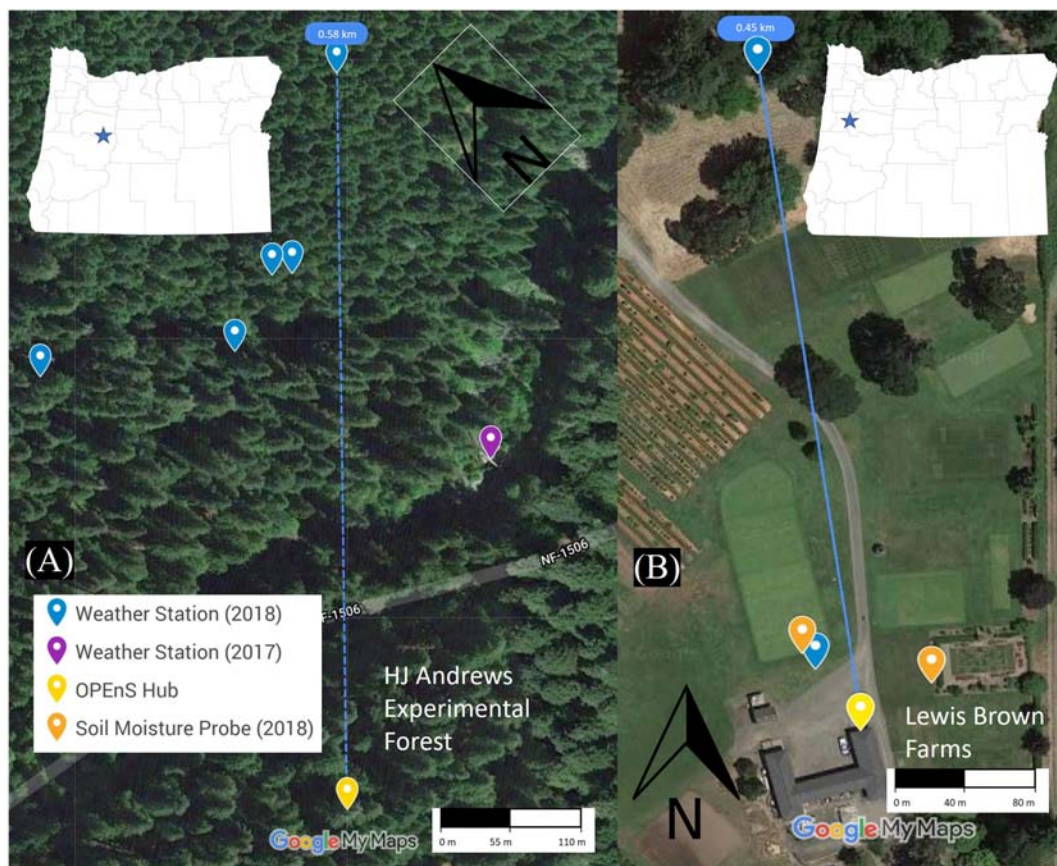 0.58 km
N
(A)
NF-1506
F-1506
Weather Station (2018)
Weather Station (2017)
OPEnS Hub
Soil Moisture Probe (2018)
HJ Andrews
Experimental
Forest
0 m 55 m 110 m
Google My Maps
0.45 km
Google
(B)
N
Lewis Brown
Farms
0 m 40 m 80 m
Google My Maps